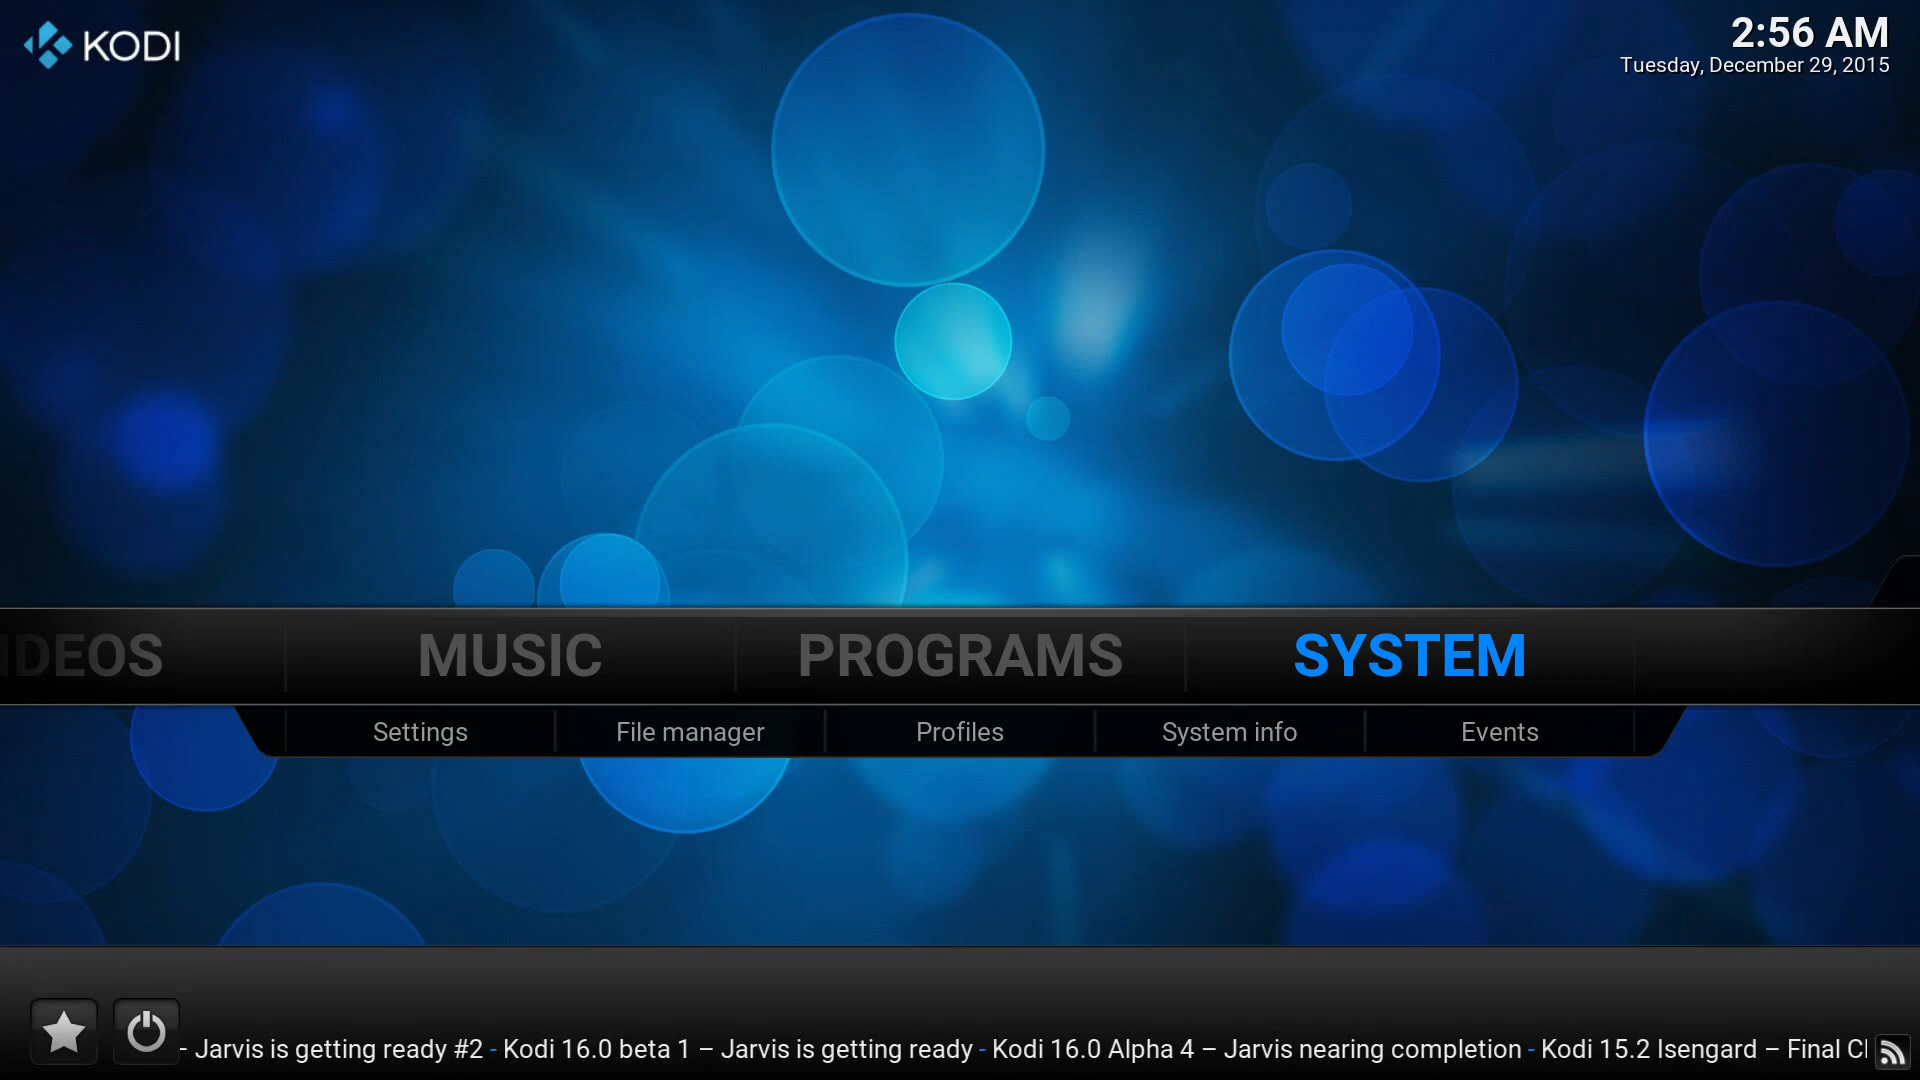 KODI
2:56 AM
Tuesday, December 29, 2015
IDEOS MUSIC PROGRAMS SYSTEM
Settings File manager Profiles System info Events
- Jarvis is getting ready #2 - Kodi 16.0 beta 1 – Jarvis is getting ready - Kodi 16.0 Alpha 4 – Jarvis nearing completion - Kodi 15.2 Isengard – Final